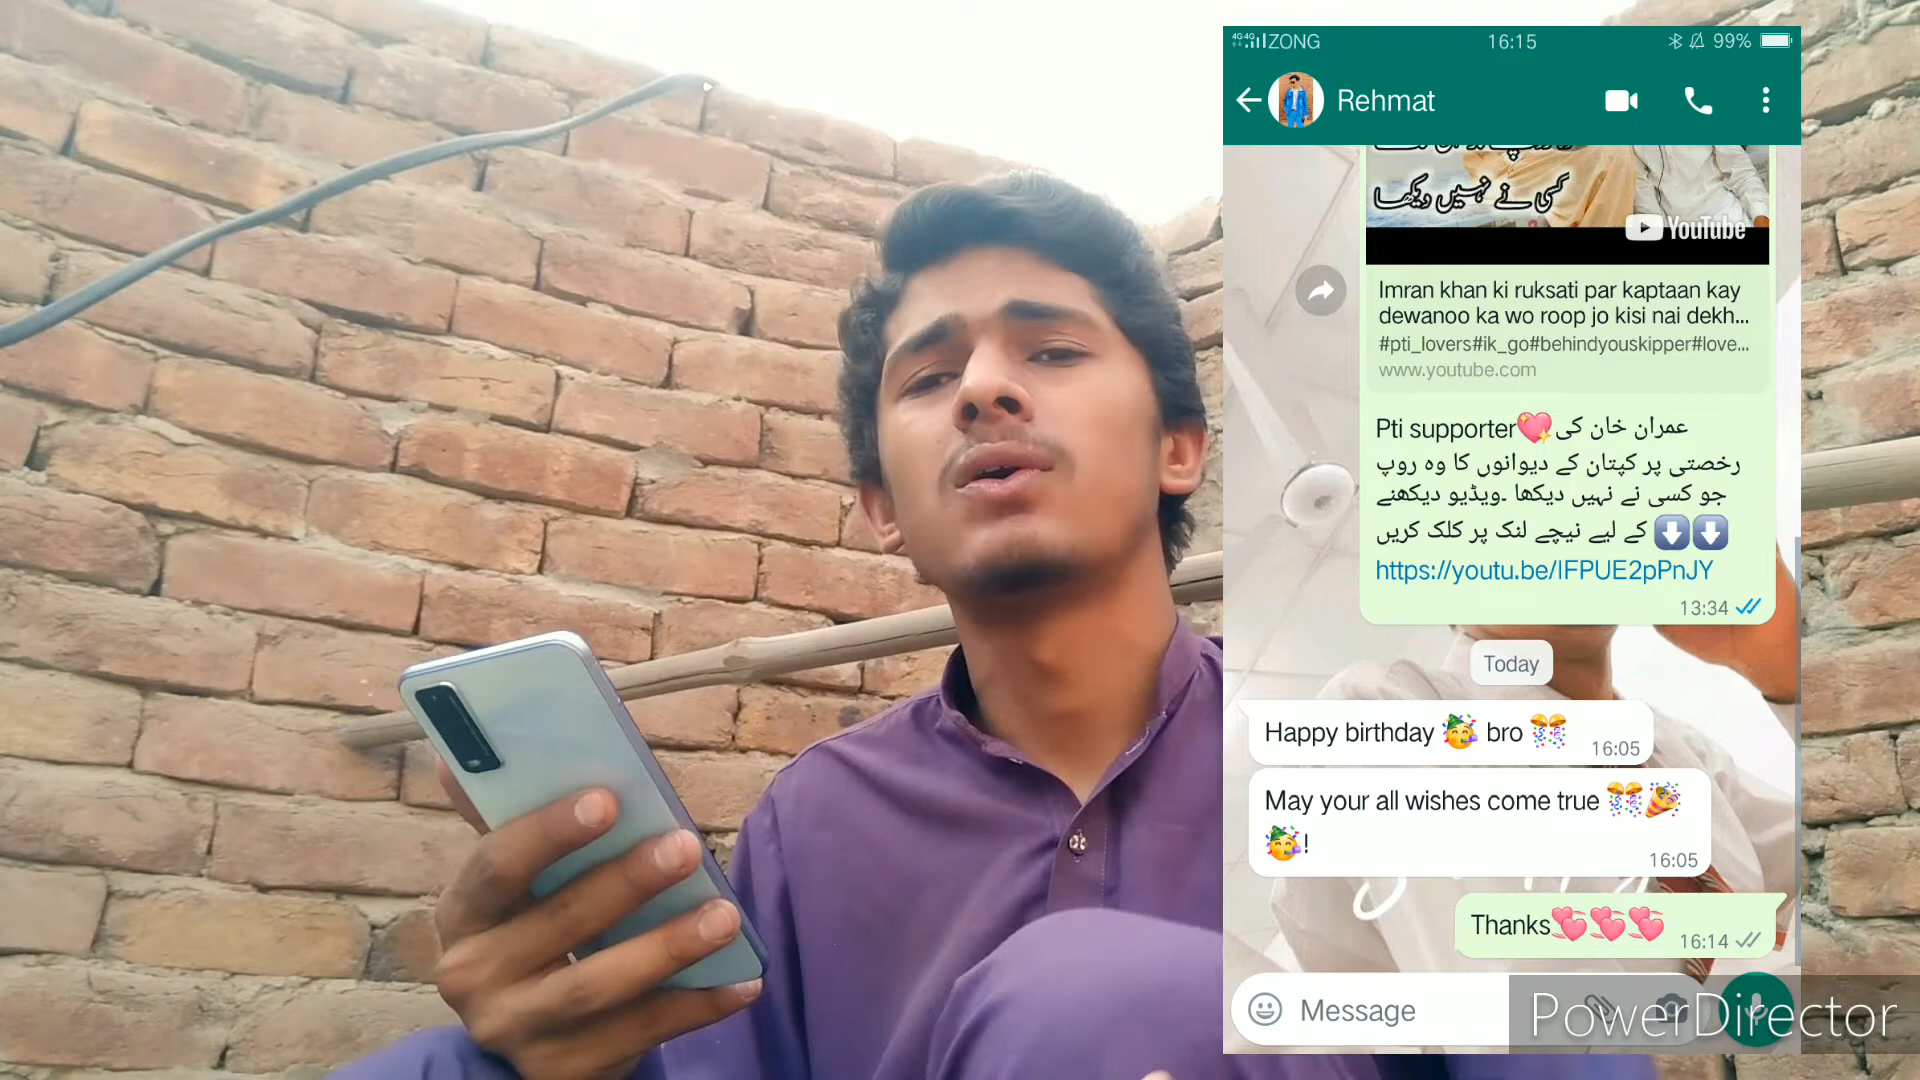 4G 4G ZONG 16:15 99%
Rehmat
کسی نے نہیں دیکھا
YouTube
Imran khan ki ruksati par kaptaan kay
dewanoo ka wo roop jo kisi nai dekh...
#pti_lovers#ik_go#behindyouskipper#love...
www.youtube.com
Pti supporter💖عمران خان کی
رخصتی پر کپتان کے دیوانوں کا وہ روپ
جو کسی نے نہیں دیکھا ۔ویڈیو دیکھنے
کے لیے نیچے لنک پر کلک کریں ⬇️⬇️
https://youtu.be/IFPUE2pPnJY
13:34
Today
Happy birthday 🥳 bro 🎊
16:05
May your all wishes come true 🎊🎉
🥳!
16:05
Thanks💞💞💞
16:14
Message
PowerDirector